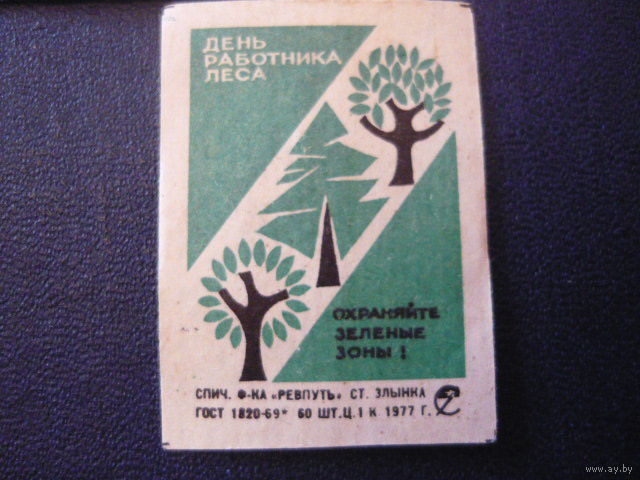 ДЕНЬ
РАБОТНИКА
ЛЕСА
ОХРАНЯЙТЕ
ЗЕЛЕНЫЕ
ЗОНЫ !
СПИЧ. Ф-КА «РЕВПУТЬ» СТ. ЗЛЫНКА
ГОСТ 1820-69* 60 ШТ.Ц.1 К 1977 Г.
www.ay.by